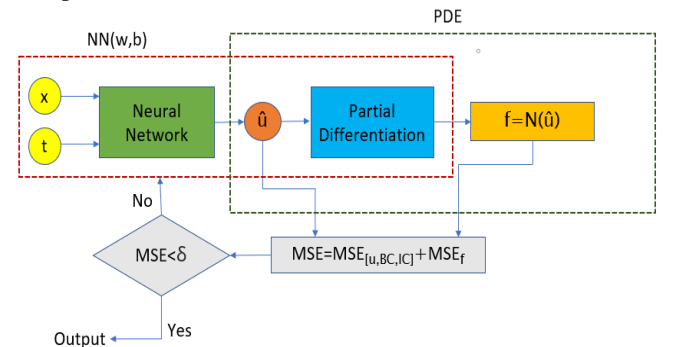 PDE
NN(w,b)
x
t
Neural
Network
û
Partial
Differentiation
f=N(û)
No
MSE<δ
MSE=MSE[u,BC,IC]+MSEf
Yes
Output